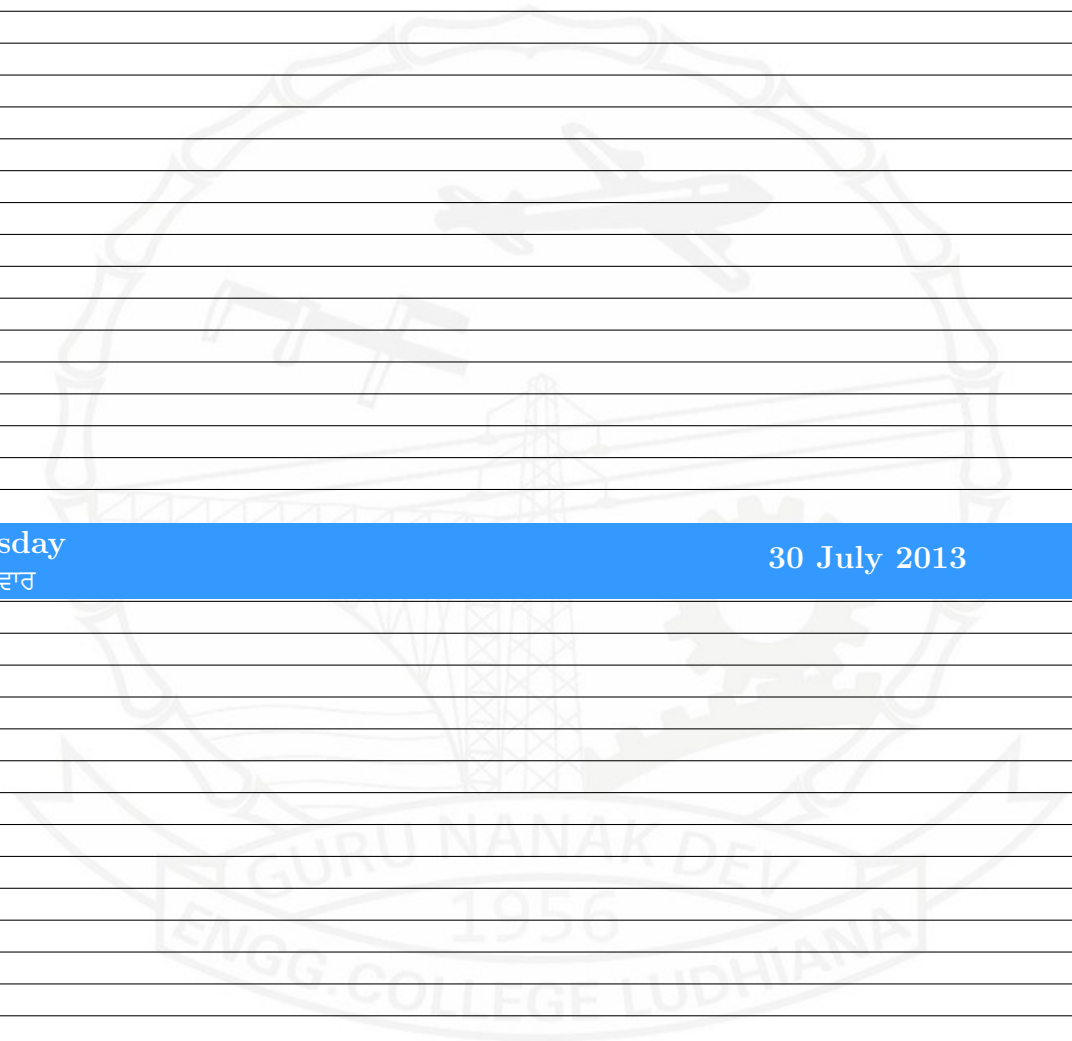 sday
ਵਾਰ
30 July 2013
GURU NANAK DEV
1956
ENGG. COLLEGE LUDHIANA